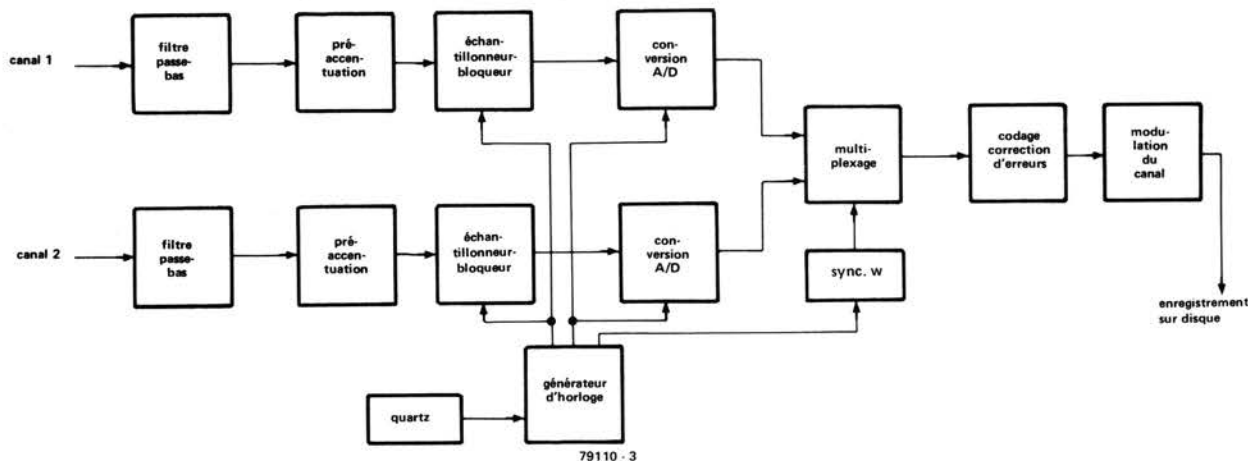 canal 1
filtre
passe-
bas
pré-
accen-
tuation
échan-
tillonneur-
bloqueur
con-
version
A/D
multi-
plexage
codage
correction
d'erreurs
modu-
lation
du
canal
canal 2
filtre
passe-
bas
pré-
accen-
tuation
échan-
tillonneur-
bloqueur
con-
version
A/D
sync. w
enregistrement
sur disque
générateur
d'horloge
quartz
79110 - 3